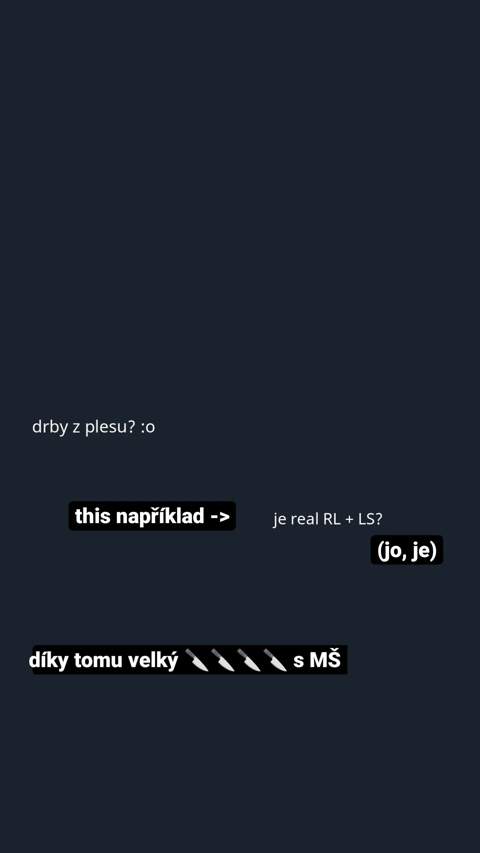 drby z plesu? :o
this například -> je real RL + LS?
(jo, je)
díky tomu velký 🔪🔪🔪🔪 s MŠ